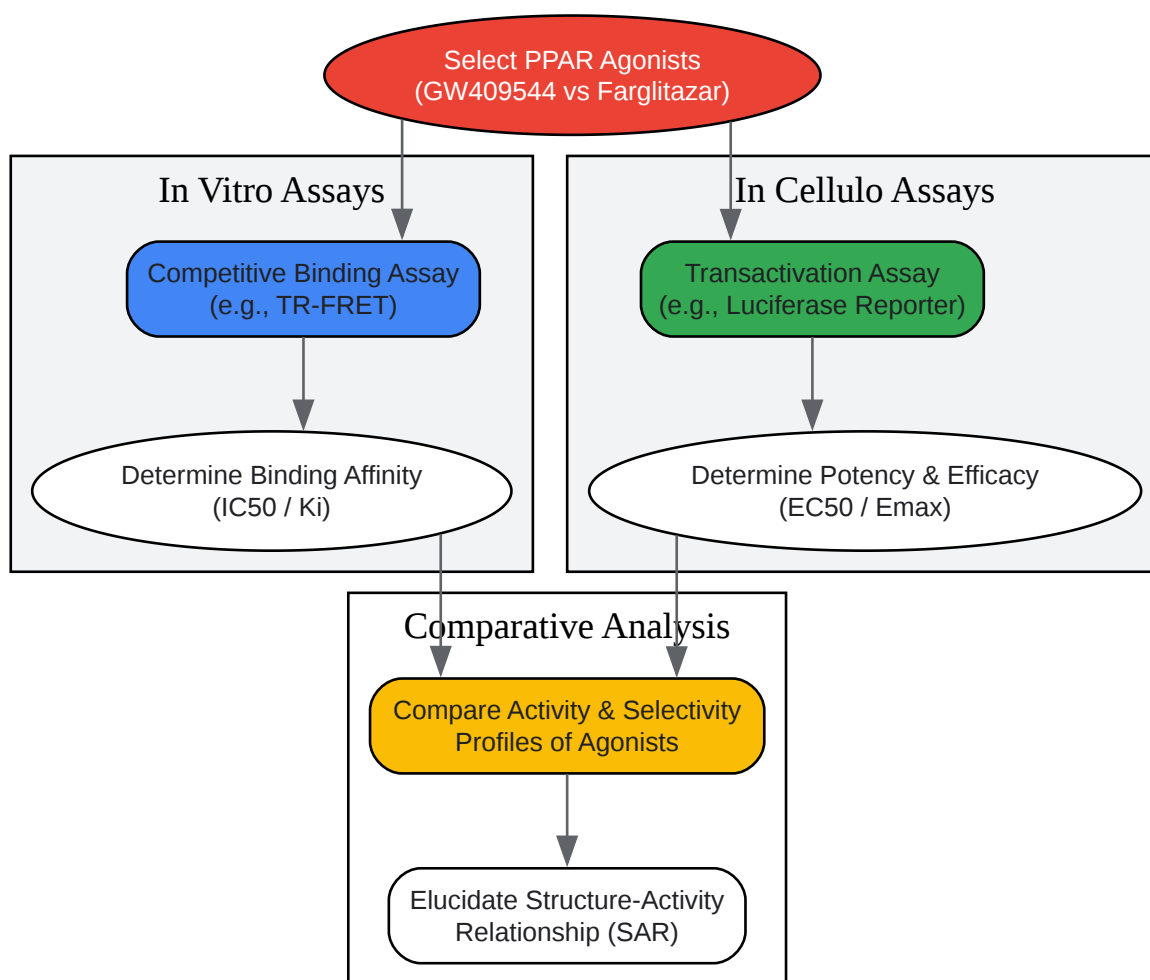 Select PPAR Agonists
(GW409544 vs Farglitazar)
In Vitro Assays
Competitive Binding Assay
(e.g., TR-FRET)
Determine Binding Affinity
(IC50 / Ki)
In Cellulo Assays
Transactivation Assay
(e.g., Luciferase Reporter)
Determine Potency & Efficacy
(EC50 / Emax)
Comparative Analysis
Compare Activity & Selectivity
Profiles of Agonists
Elucidate Structure-Activity
Relationship (SAR)